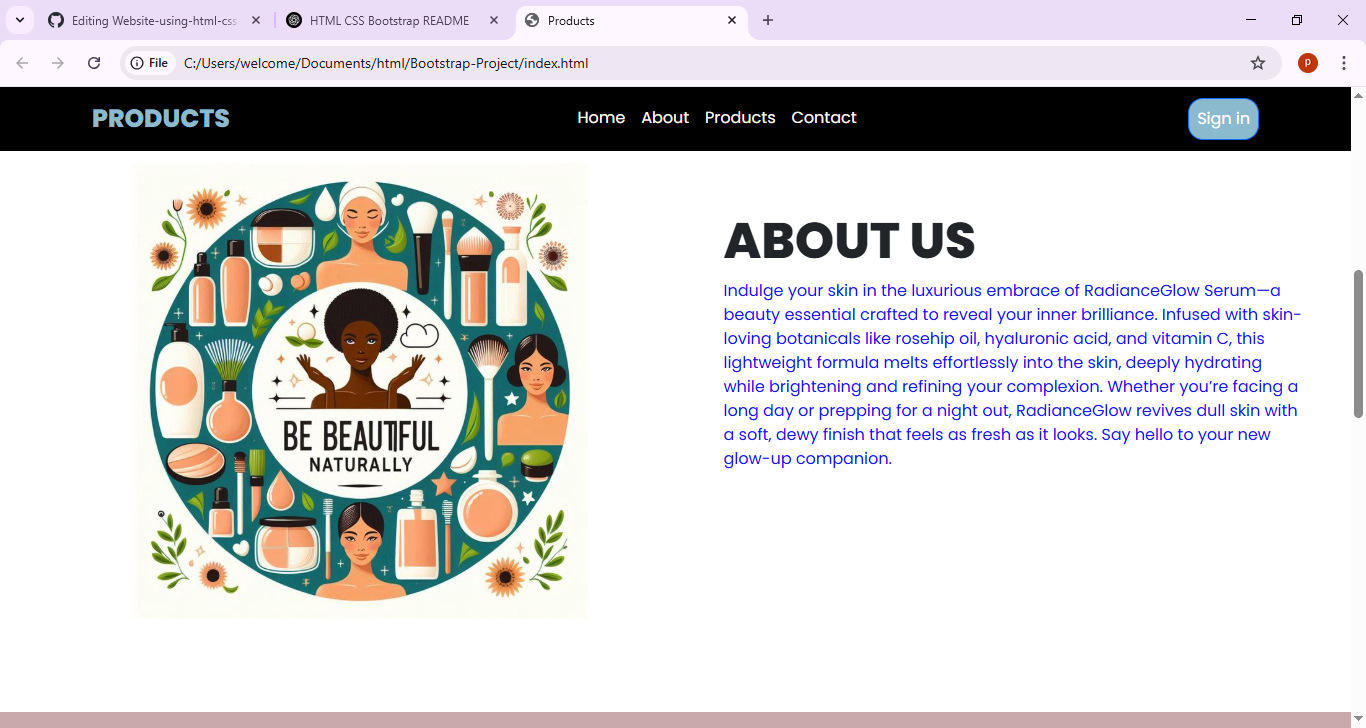 Editing Website-using-html-css
HTML CSS Bootstrap README
Products
File
C:/Users/welcome/Documents/html/Bootstrap-Project/index.html
p
PRODUCTS
Home
About
Products
Contact
Sign in
BE BEAUTIFUL
NATURALLY
ABOUT US
Indulge your skin in the luxurious embrace of RadianceGlow Serum—a
beauty essential crafted to reveal your inner brilliance. Infused with skin-
loving botanicals like rosehip oil, hyaluronic acid, and vitamin C, this
lightweight formula melts effortlessly into the skin, deeply hydrating
while brightening and refining your complexion. Whether you’re facing a
long day or prepping for a night out, RadianceGlow revives dull skin with
a soft, dewy finish that feels as fresh as it looks. Say hello to your new
glow-up companion.